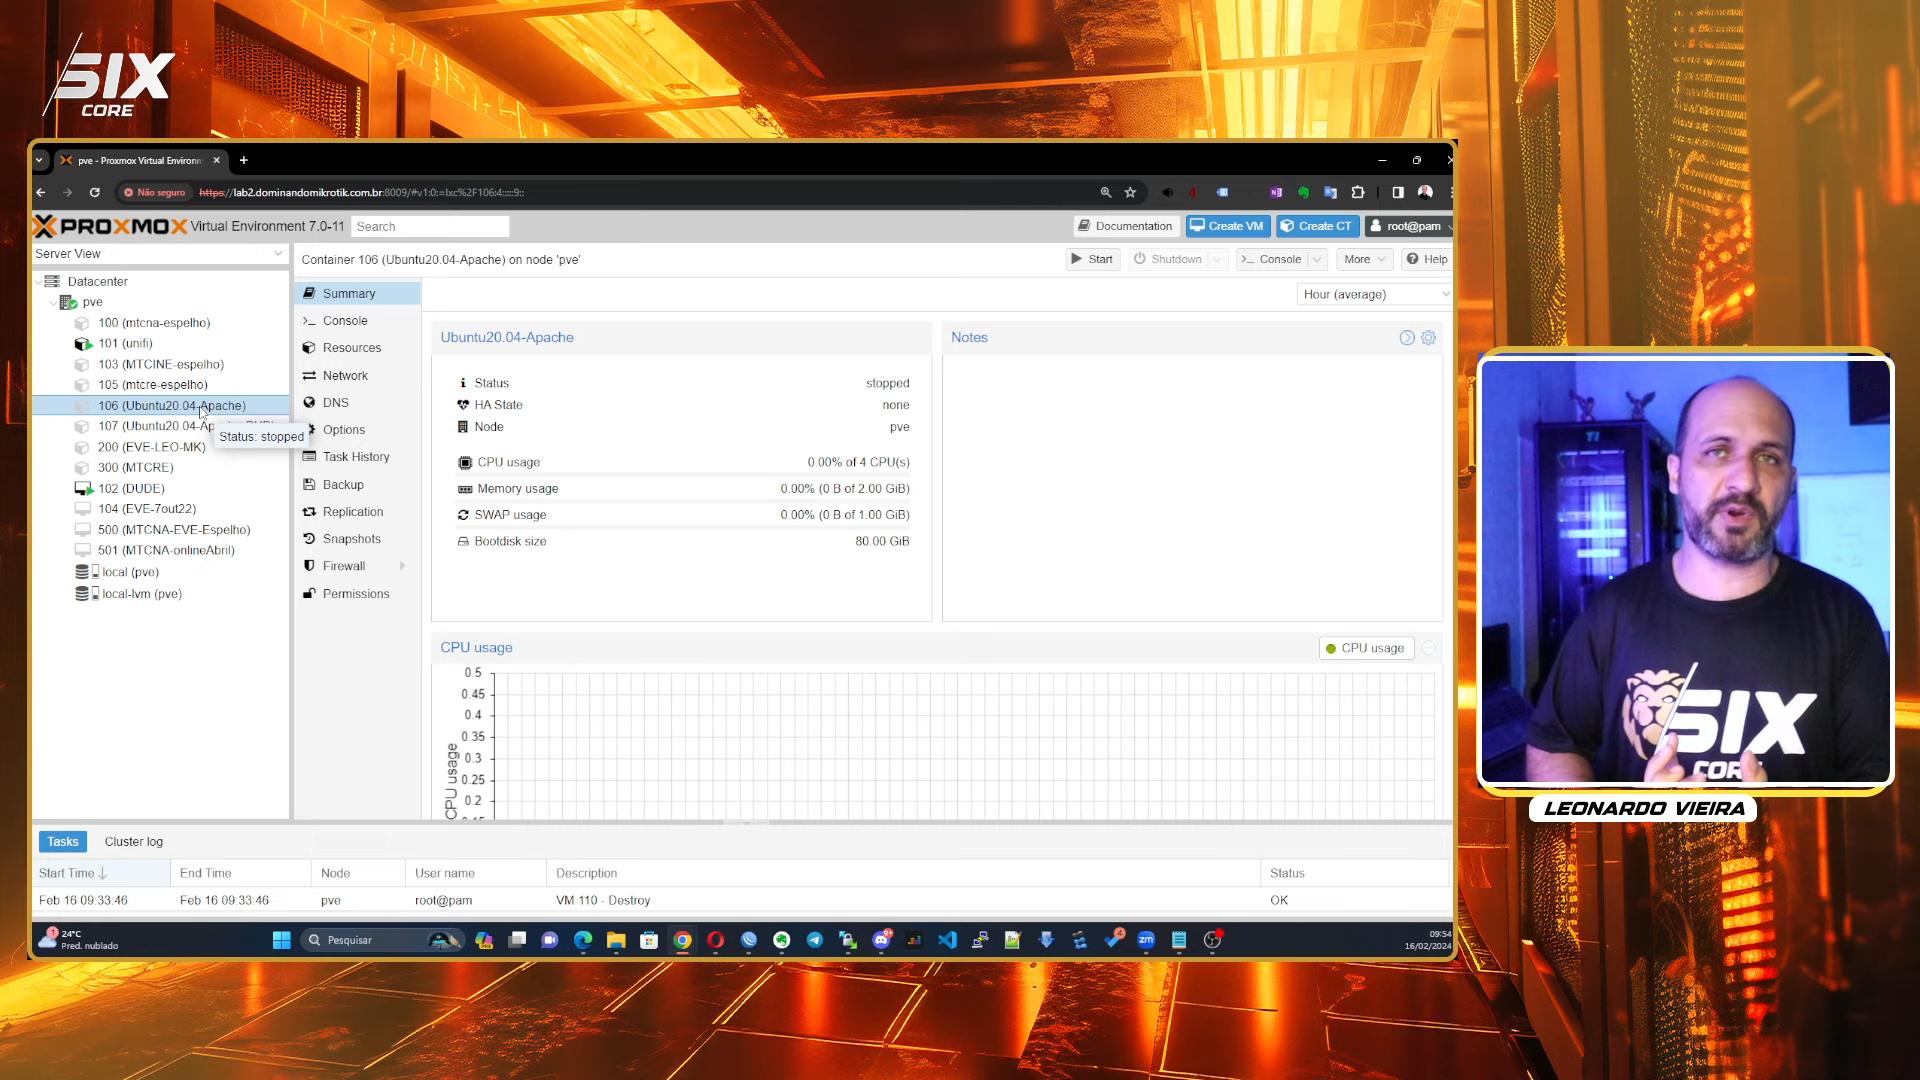 SIX
CORE
pve - Proxmox Virtual Environm
Não seguro
https://lab2.dominandomikrotik.com.br:8009/#v1:0:=lxc%2F106:4:::::9::
PROXMOX Virtual Environment 7.0-11
Search
Documentation
Create VM
Create CT
root@pam
Server View
Datacenter
pve
100 (mtcna-espelho)
101 (unifi)
103 (MTCINE-espelho)
105 (mtcre-espelho)
106 (Ubuntu20.04-Apache)
107 (Ubuntu20.04-Ap
Status: stopped
200 (EVE-LEO-MK)
300 (MTCRE)
102 (DUDE)
104 (EVE-7out22)
500 (MTCNA-EVE-Espelho)
501 (MTCNA-onlineAbril)
local (pve)
local-lvm (pve)
Container 106 (Ubuntu20.04-Apache) on node 'pve'
Start
Shutdown
Console
More
Help
Summary
Console
Resources
Network
DNS
Options
Task History
Backup
Replication
Snapshots
Firewall
Permissions
Hour (average)
Ubuntu20.04-Apache
Status stopped
HA State none
Node pve
CPU usage 0.00% of 4 CPU(s)
Memory usage 0.00% (0 B of 2.00 GiB)
SWAP usage 0.00% (0 B of 1.00 GiB)
Bootdisk size 80.00 GiB
Notes
CPU usage
CPU usage
0.5
0.45
0.4
0.35
0.3
0.25
0.2
CPU usage
Tasks
Cluster log
Start Time
End Time
Node
User name
Description
Status
Feb 16 09:33:46
Feb 16 09:33:46
pve
root@pam
VM 110 - Destroy
OK
1
24°C
Pred. nublado
Pesquisar
9+
4
zm
09:54
16/02/2024
SIX
CORE
LEONARDO VIEIRA